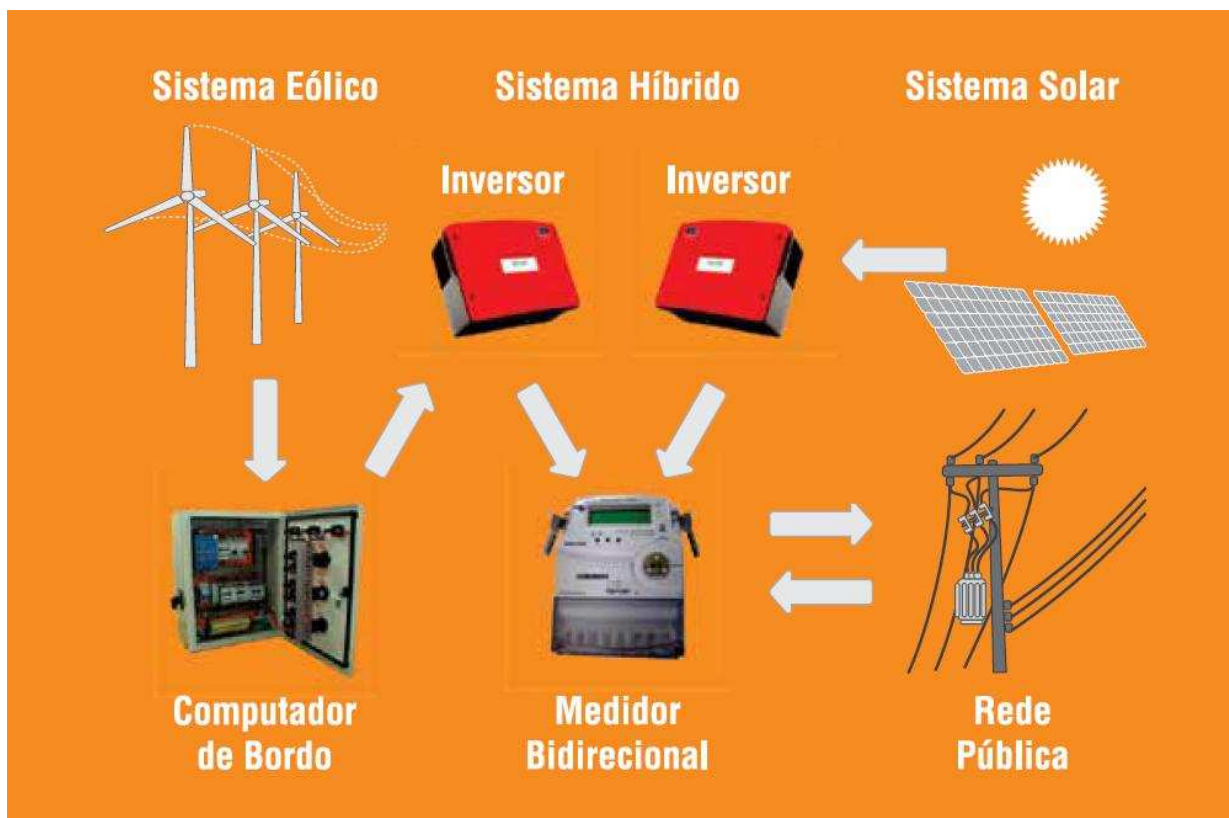 Sistema Eólico
Sistema Híbrido
Sistema Solar
Inversor
Inversor
Computador
de Bordo
Medidor
Bidirecional
Rede
Pública